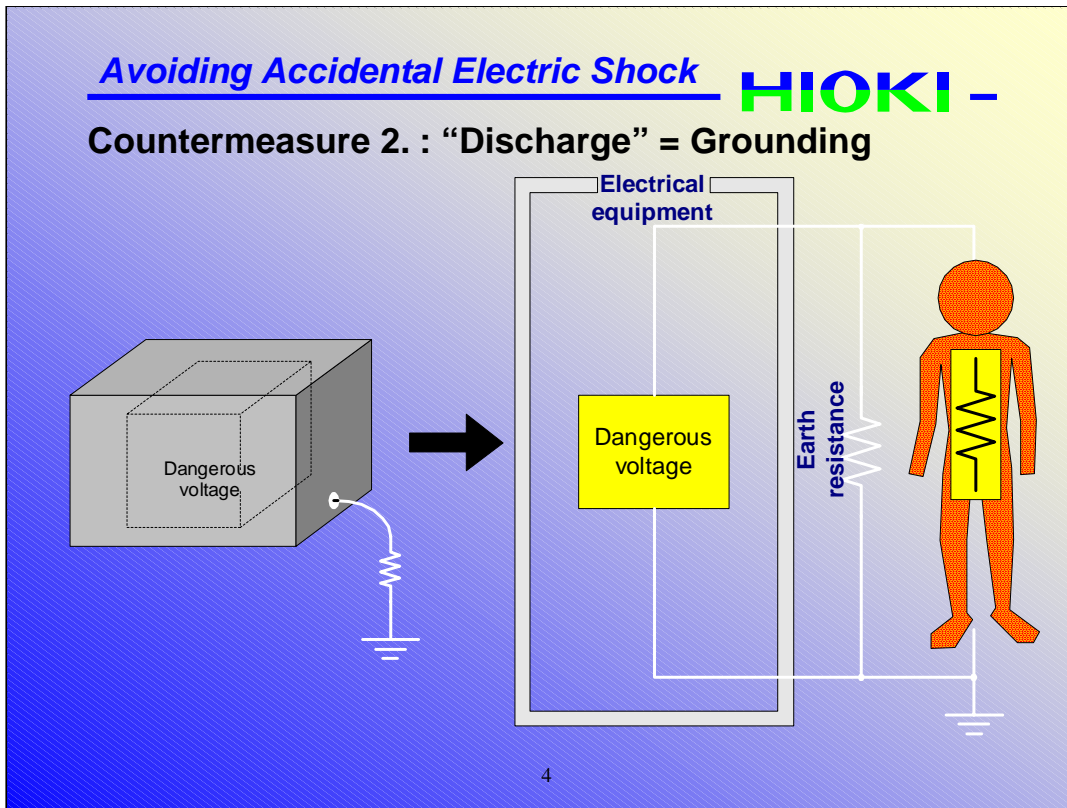 Avoiding Accidental Electric Shock
HIOKI
Countermeasure 2. : “Discharge” = Grounding
Electrical
equipment
Dangerous
voltage
Dangerous
voltage
Earth
resistance
4